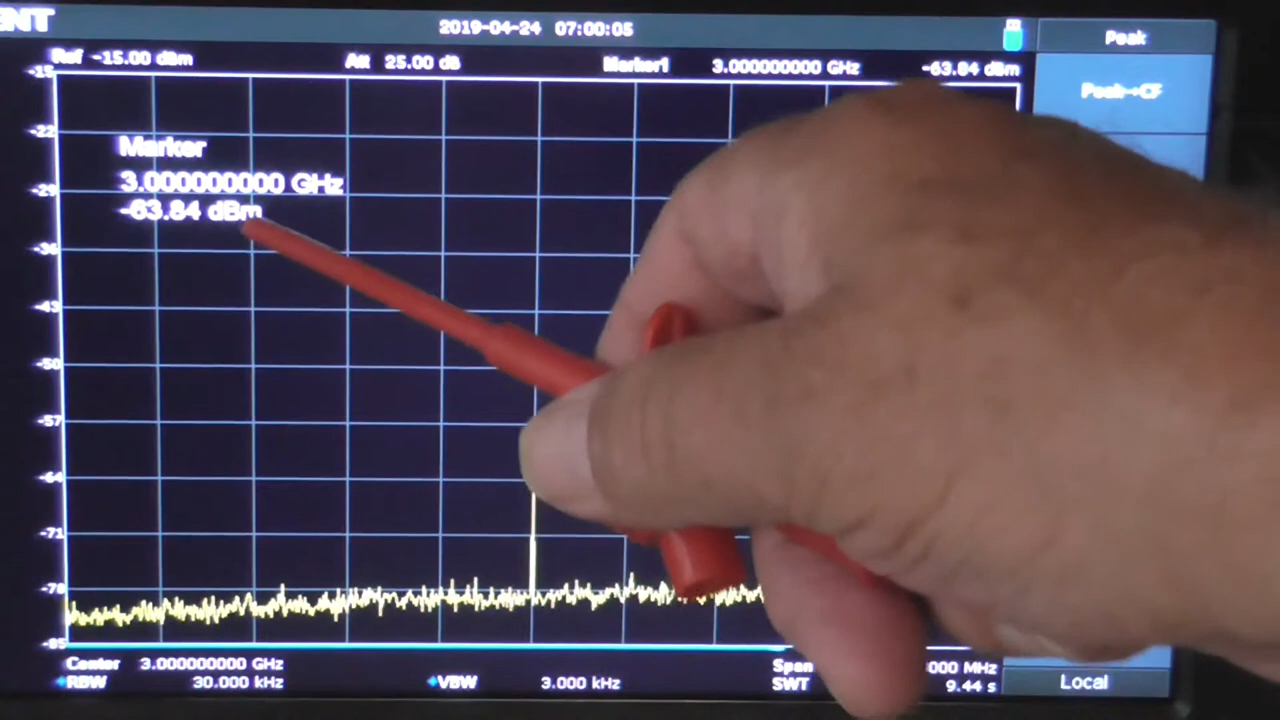 ENT
2019-04-24 07:00:05
Peak
Ref -15.00 dBm Att 25.00 dB Marker1 3.000000000 GHz -63.84 dBm
Peak→CF
-15
-22
Marker
3.000000000 GHz
-29
-63.84 dBm
-36
-43
-50
-57
-64
-71
-78
-85
Center 3.000000000 GHz Span 000 MHz
RBW 30.000 kHz VBW 3.000 kHz SWT 9.44 s
Local